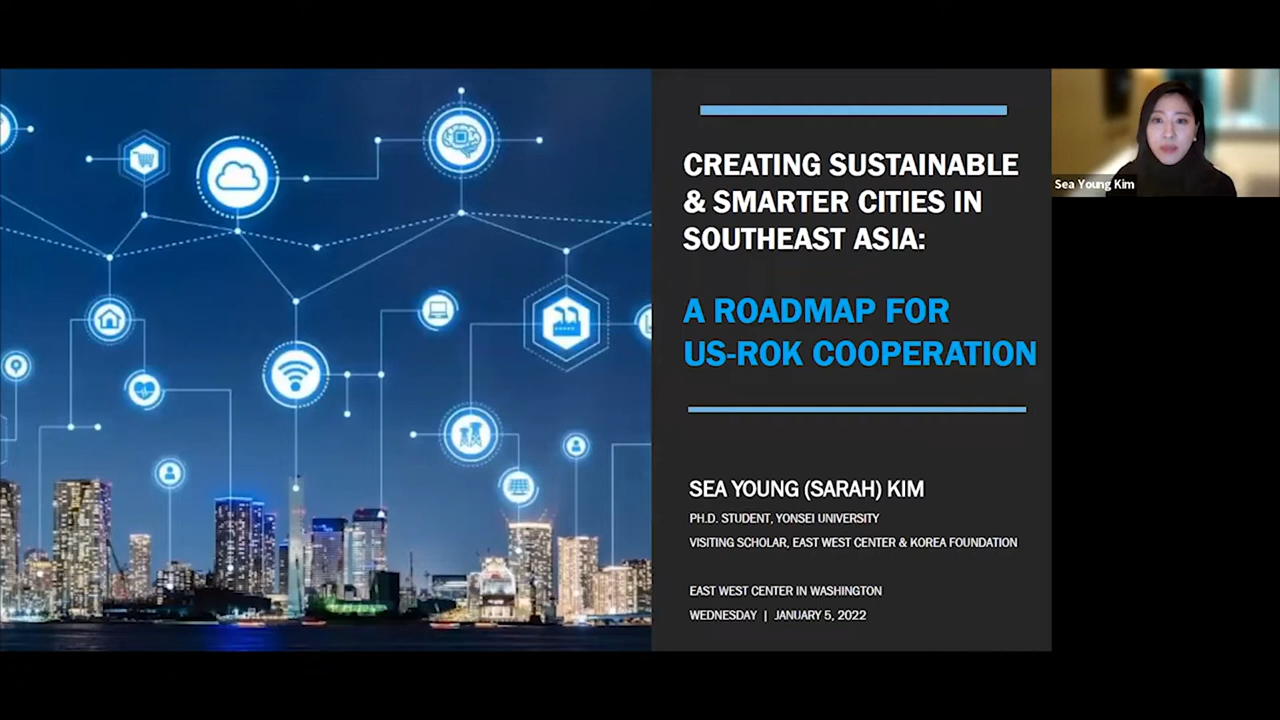 CREATING SUSTAINABLE
& SMARTER CITIES IN
SOUTHEAST ASIA:
A ROADMAP FOR
US-ROK COOPERATION
SEA YOUNG (SARAH) KIM
PH.D. STUDENT, YONSEI UNIVERSITY
VISITING SCHOLAR, EAST WEST CENTER & KOREA FOUNDATION
EAST WEST CENTER IN WASHINGTON
WEDNESDAY | JANUARY 5, 2022
Sea Young Kim